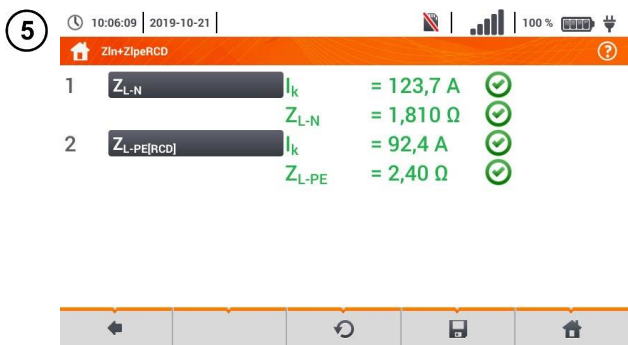 5
10:06:09 2019-10-21 100 %
Zln+ZlpeRCD ?
1 ZL-N Ik = 123,7 A
ZL-N = 1,810 Ω
2 ZL-PE[RCD] Ik = 92,4 A
ZL-PE = 2,40 Ω